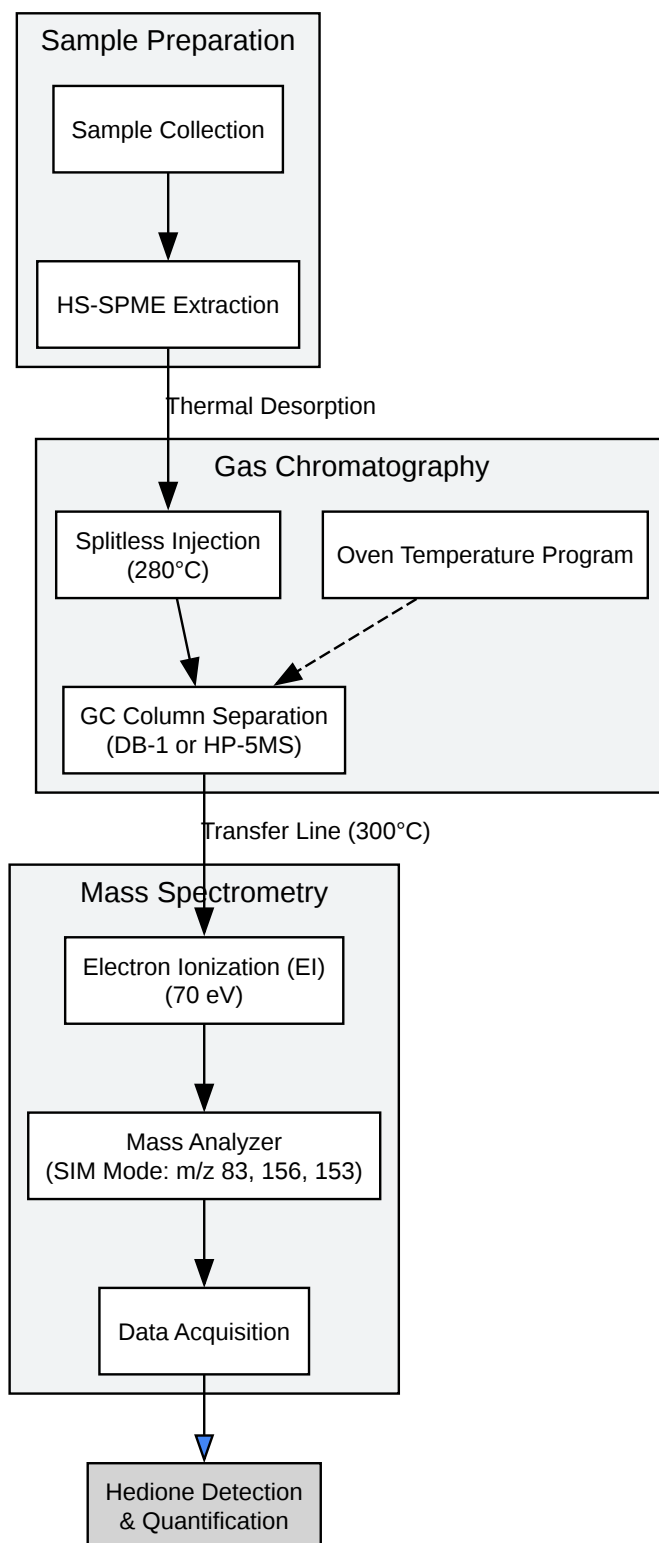 Sample Preparation
Sample Collection
HS-SPME Extraction
Thermal Desorption
Gas Chromatography
Splitless Injection
(280°C)
Oven Temperature Program
GC Column Separation
(DB-1 or HP-5MS)
Transfer Line (300°C)
Mass Spectrometry
Electron Ionization (EI)
(70 eV)
Mass Analyzer
(SIM Mode: m/z 83, 156, 153)
Data Acquisition
Hedione Detection
& Quantification